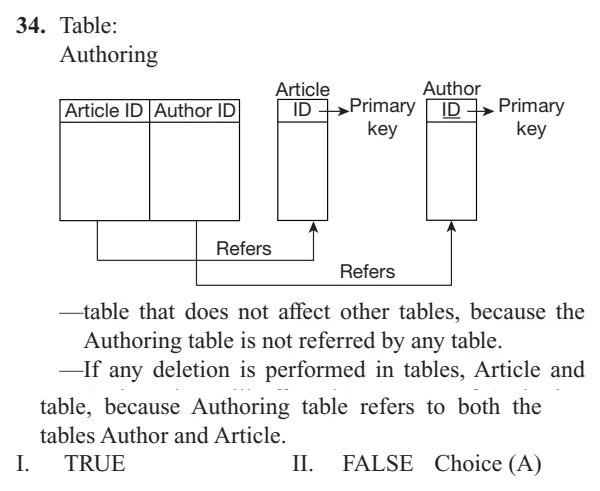 34. Table:
Authoring
Article
Author
Article ID Author ID
ID
Primary key
ID
Primary key
Refers
Refers
—table that does not affect other tables, because the
Authoring table is not referred by any table.
—If any deletion is performed in tables, Article and
table, because Authoring table refers to both the
tables Author and Article.
I. TRUE II. FALSE Choice (A)